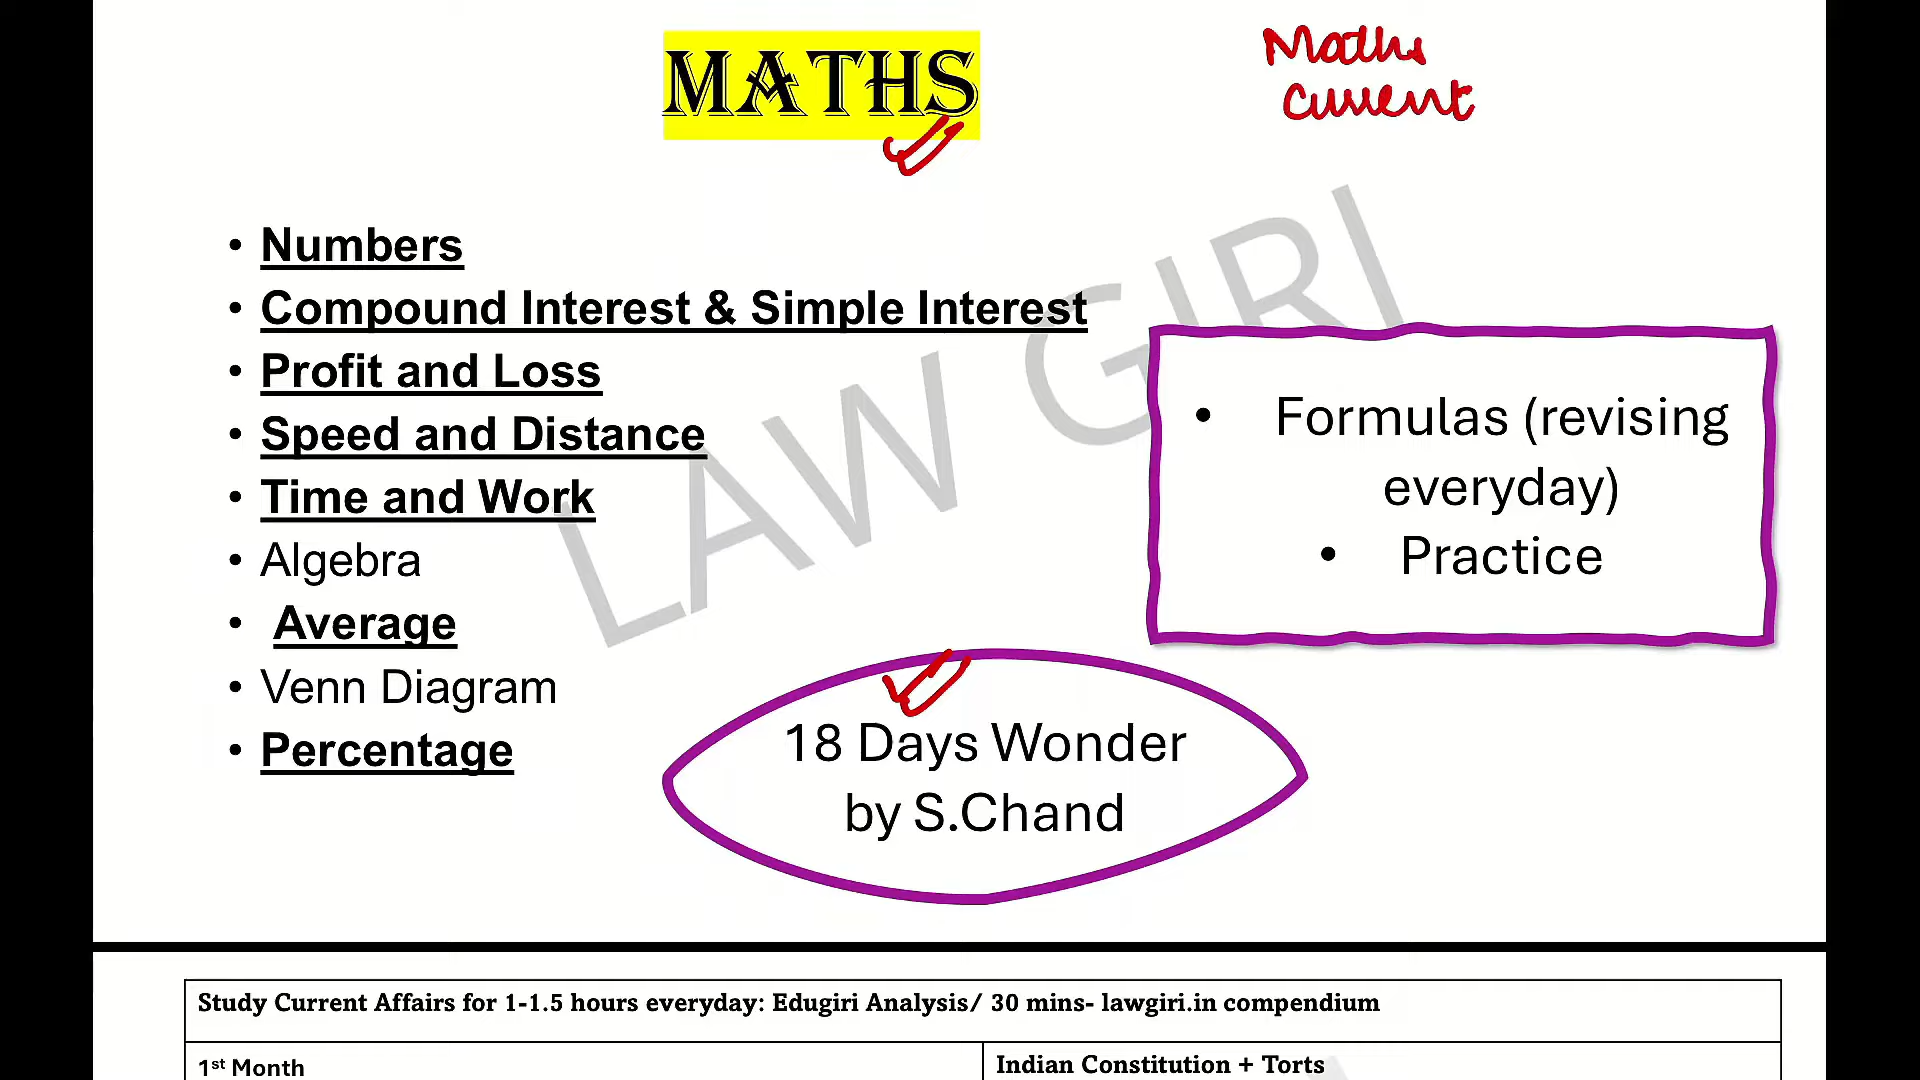 MATHS
Maths
Current
• Numbers
• Compound Interest & Simple Interest
• Profit and Loss
• Speed and Distance
• Time and Work
• Algebra
• Average
• Venn Diagram
• Percentage
LAW GIRI
• Formulas (revising
everyday)
• Practice
18 Days Wonder
by S.Chand
Study Current Affairs for 1-1.5 hours everyday: Edugiri Analysis/ 30 mins- lawgiri.in compendium
1st Month
Indian Constitution + Torts